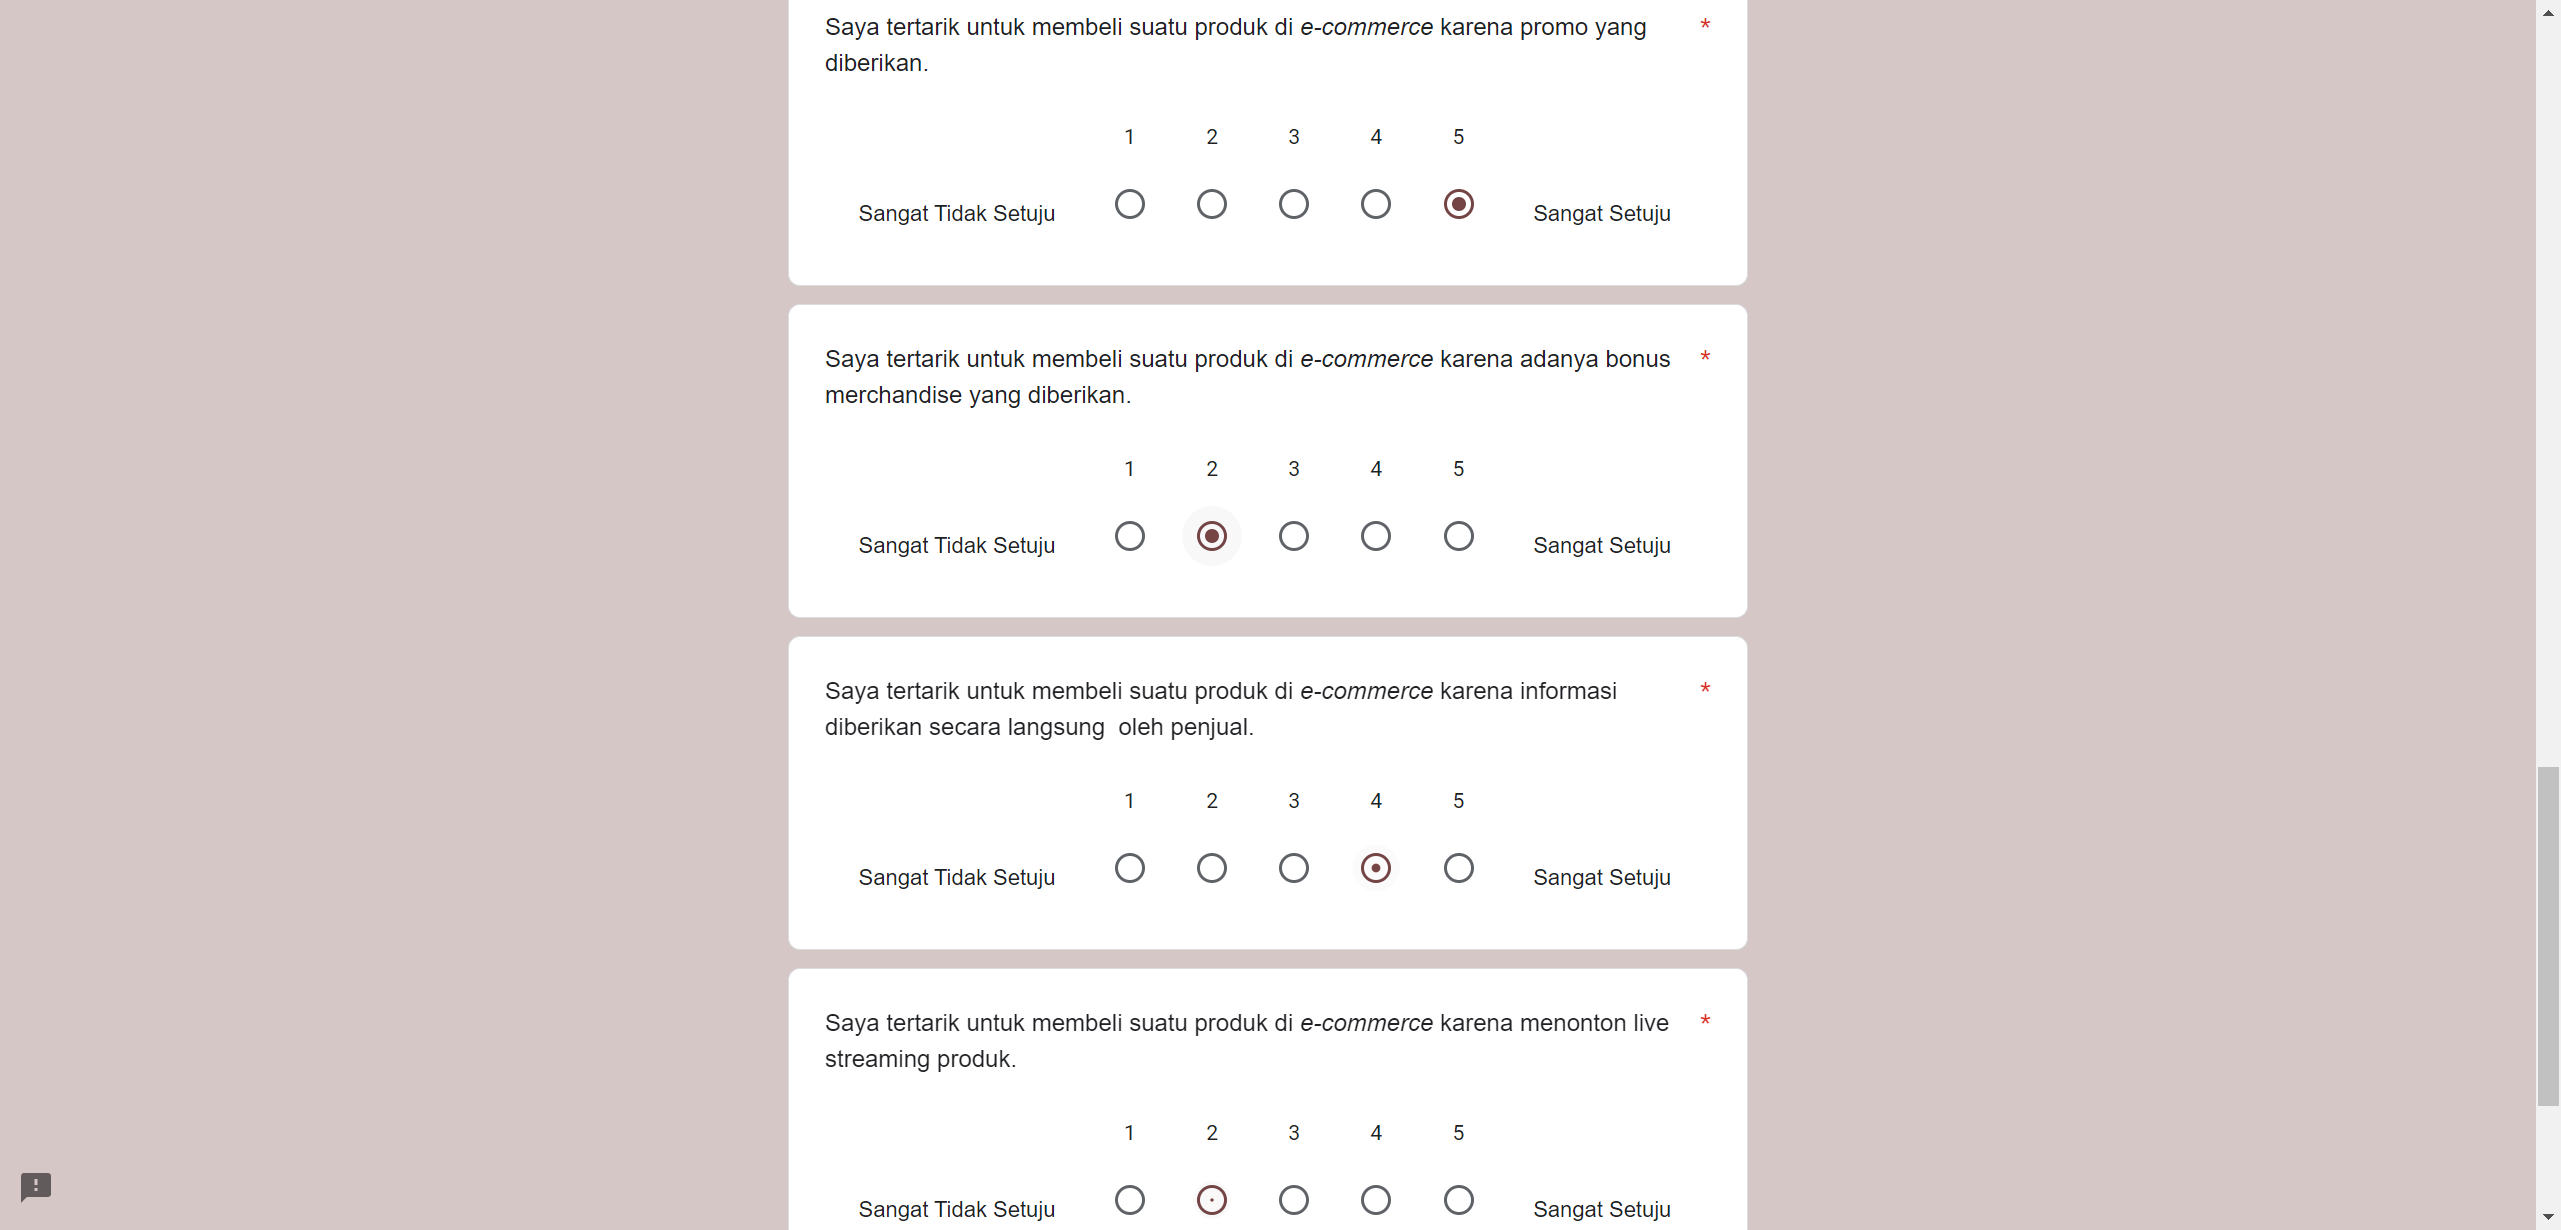 Saya tertarik untuk membeli suatu produk di e-commerce karena promo yang *
diberikan.
1 2 3 4 5
Sangat Tidak Setuju Sangat Setuju
Saya tertarik untuk membeli suatu produk di e-commerce karena adanya bonus *
merchandise yang diberikan.
1 2 3 4 5
Sangat Tidak Setuju Sangat Setuju
Saya tertarik untuk membeli suatu produk di e-commerce karena informasi *
diberikan secara langsung  oleh penjual.
1 2 3 4 5
Sangat Tidak Setuju Sangat Setuju
Saya tertarik untuk membeli suatu produk di e-commerce karena menonton live *
streaming produk.
1 2 3 4 5
Sangat Tidak Setuju Sangat Setuju